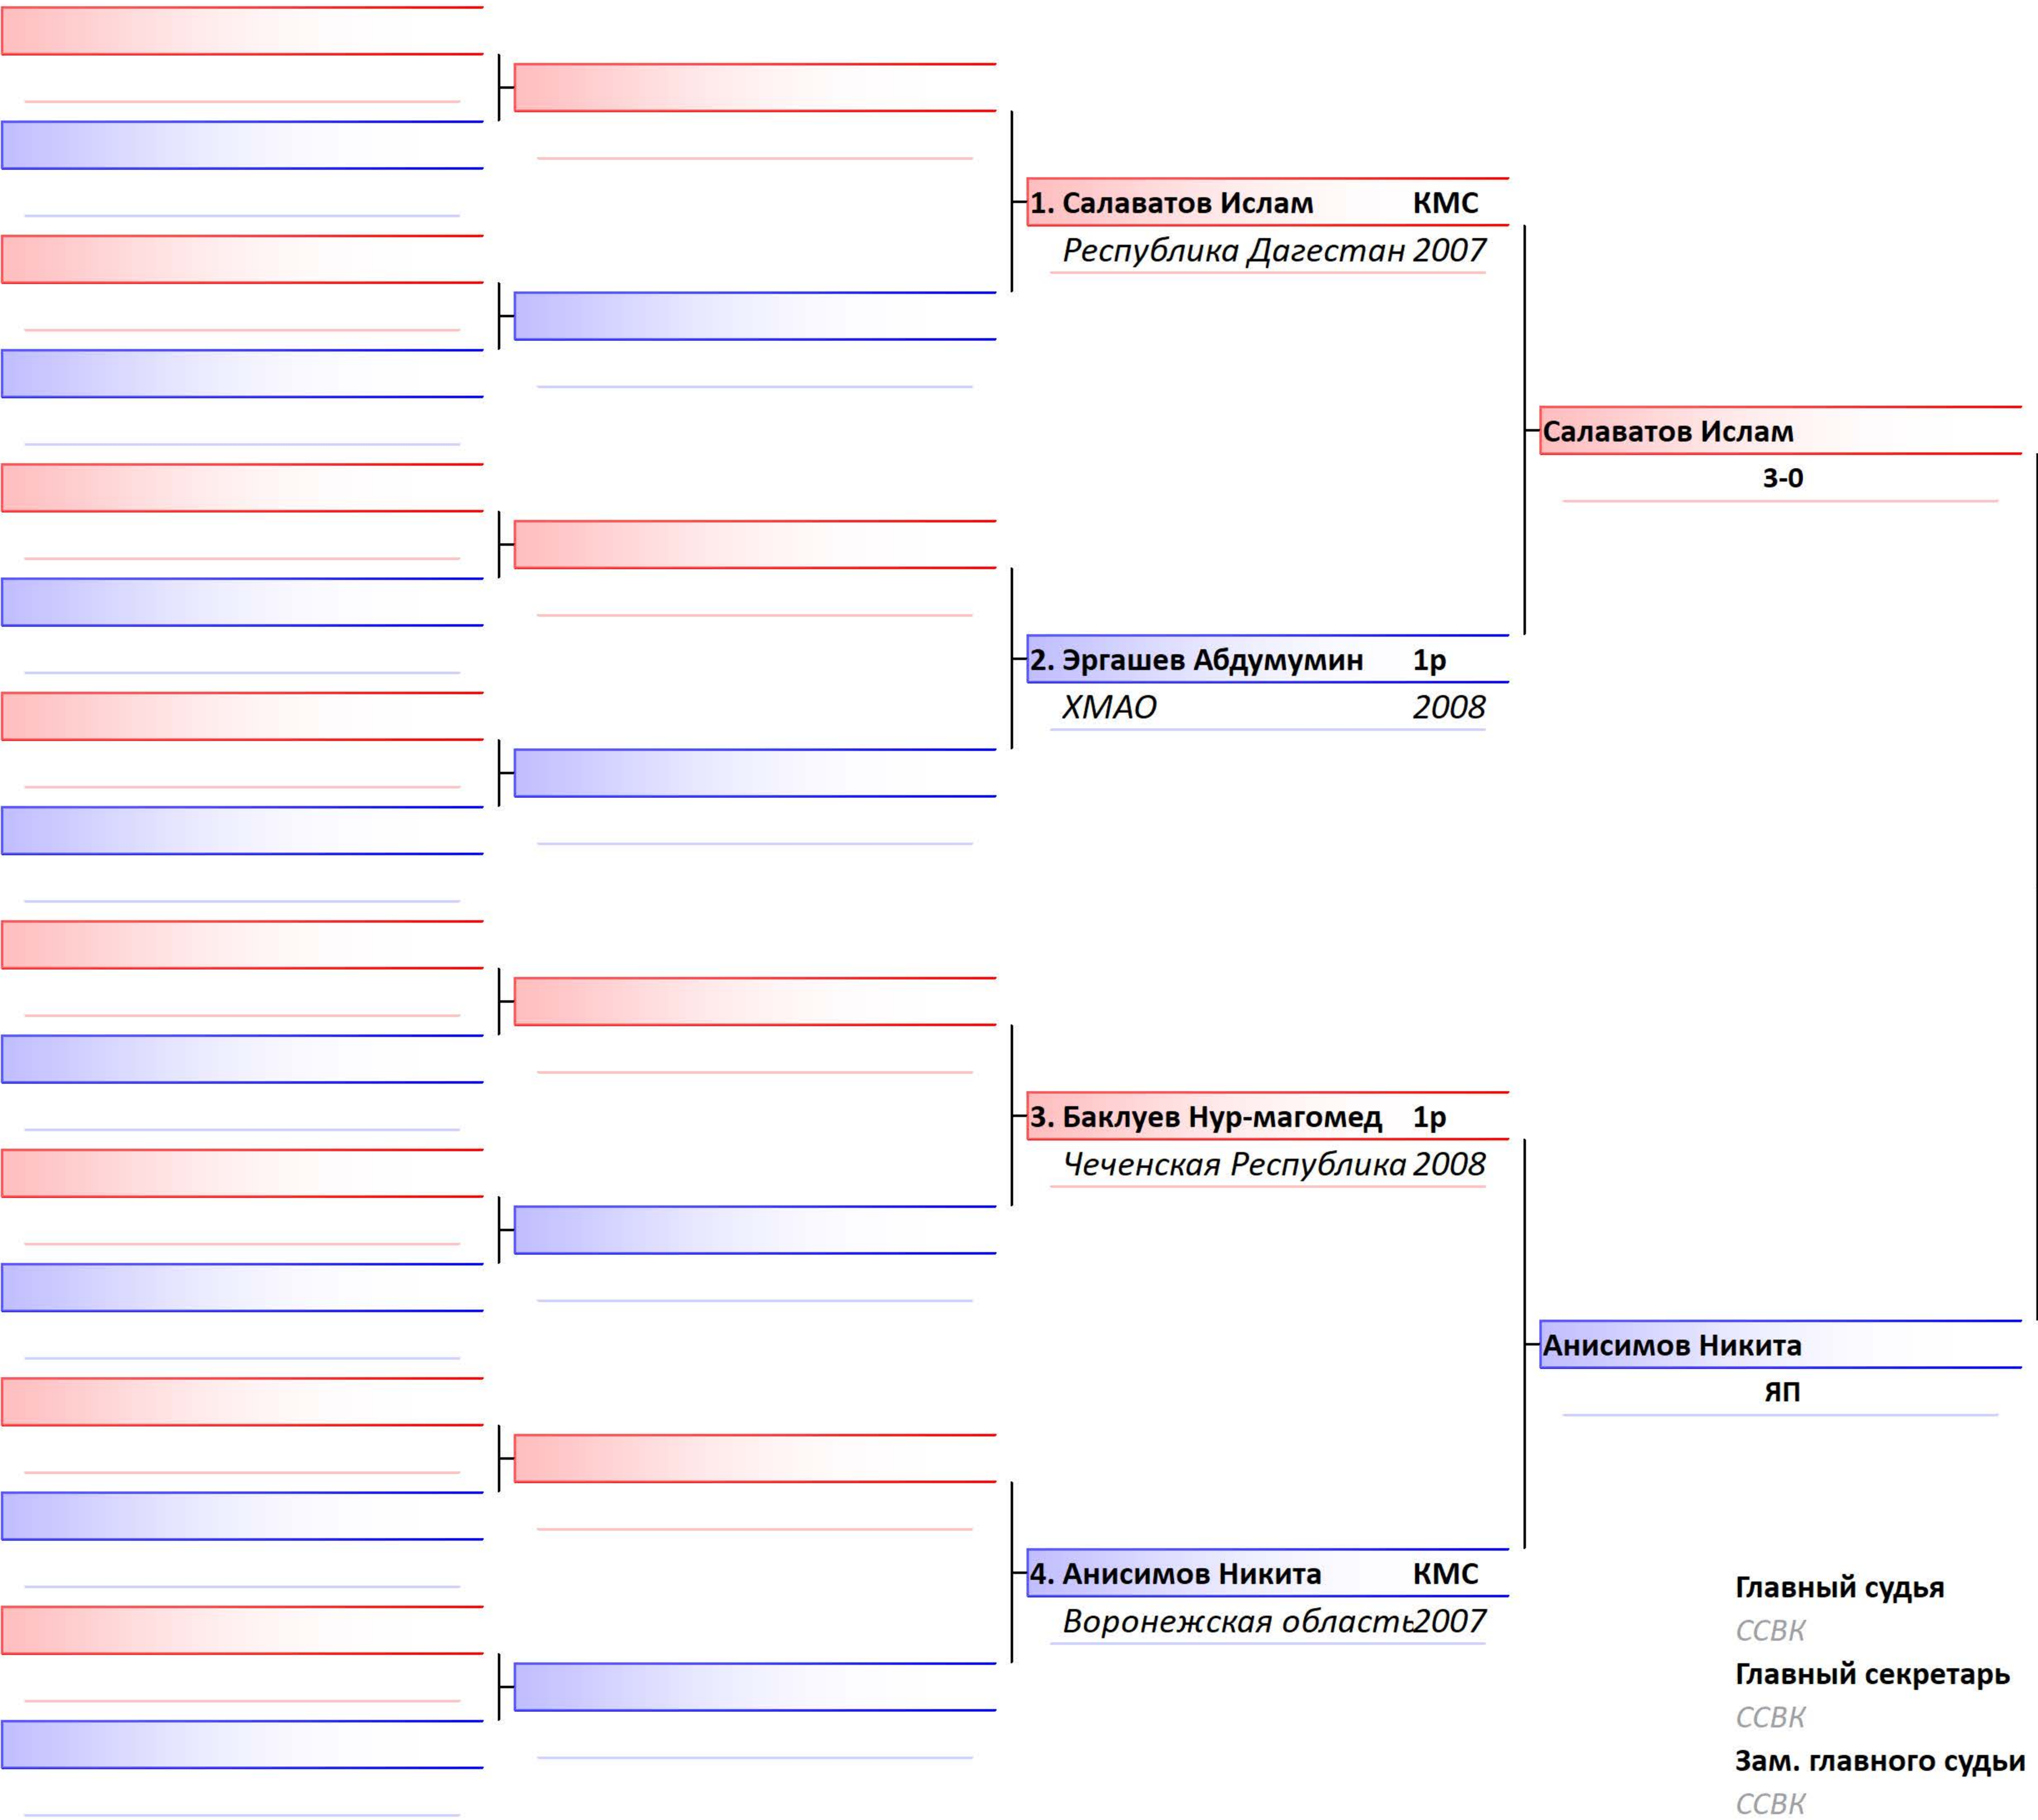 1. Салаватов Ислам КМС
Республика Дагестан 2007
Салаватов Ислам
3-0
2. Эргашев Абдумумин 1р
ХМАО 2008
3. Баклуев Нур-магомед 1р
Чеченская Республика 2008
Анисимов Никита
ЯП
4. Анисимов Никита КМС
Воронежская область 2007
Главный судья
ССВК
Главный секретарь
ССВК
Зам. главного судьи
ССВК